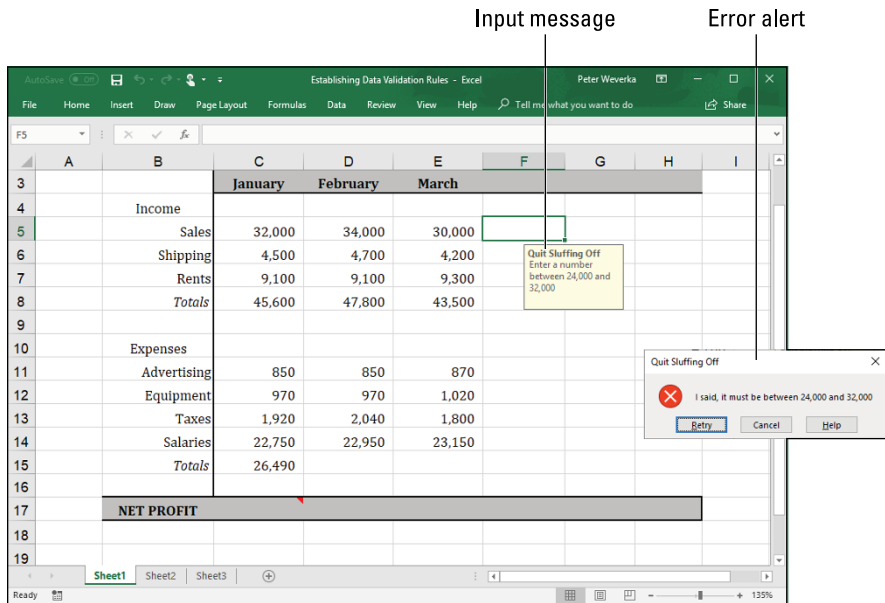 Input message
Error alert
AutoSave Off
Establishing Data Validation Rules - Excel
Peter Weverka
File Home Insert Draw Page Layout Formulas Data Review View Help Tell me what you want to do Share
F5 fx
A B C D E F G H I
3 January February March
4 Income
5 Sales 32,000 34,000 30,000
6 Shipping 4,500 4,700 4,200
Quit Sluffing Off
Enter a number
between 24,000 and
32,000
7 Rents 9,100 9,100 9,300
8 Totals 45,600 47,800 43,500
9
10 Expenses
11 Advertising 850 850 870
12 Equipment 970 970 1,020
13 Taxes 1,920 2,040 1,800
14 Salaries 22,750 22,950 23,150
15 Totals 26,490
16
17 NET PROFIT
18
19
Quit Sluffing Off
I said, it must be between 24,000 and 32,000
Retry Cancel Help
Sheet1 Sheet2 Sheet3
Ready 135%